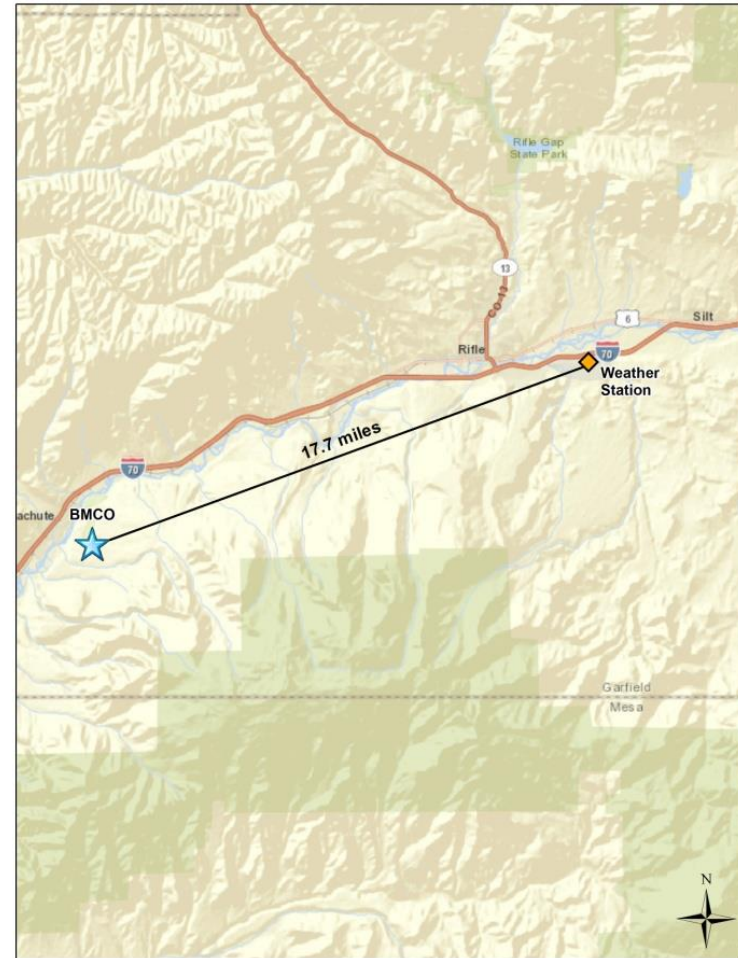 Rifle Gap
State Park
13
CO-13
6
Silt
Rifle
70
Weather
Station
17.7 miles
70
achute
BMCO
Garfield
Mesa
N